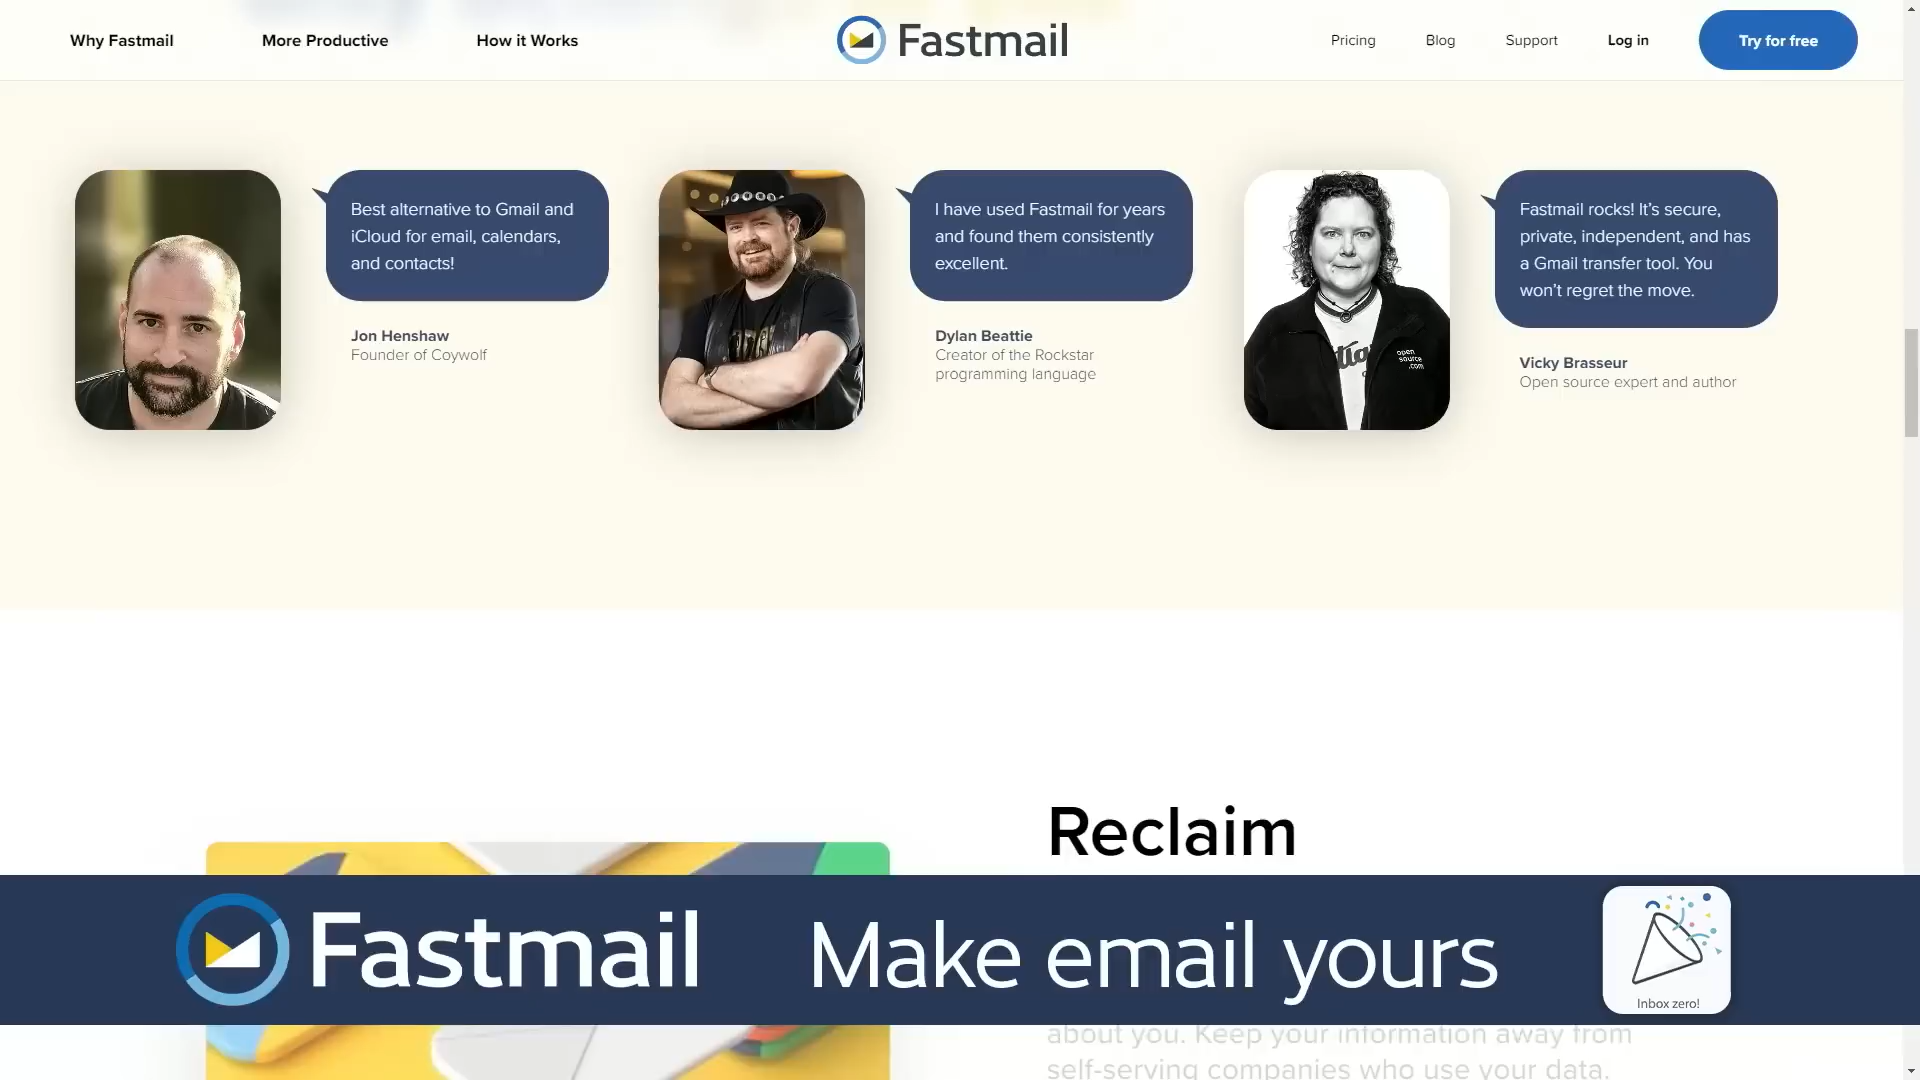 Why Fastmail
More Productive
How it Works
Fastmail
Pricing
Blog
Support
Log in
Try for free
Best alternative to Gmail and
iCloud for email, calendars,
and contacts!
Jon Henshaw
Founder of Coywolf
I have used Fastmail for years
and found them consistently
excellent.
Dylan Beattie
Creator of the Rockstar
programming language
open
source
.com
Fastmail rocks! It's secure,
private, independent, and has
a Gmail transfer tool. You
won't regret the move.
Vicky Brasseur
Open source expert and author
Reclaim
Fastmail
Make email yours
Inbox zero!
about you. Keep your information away from
self-serving companies who use your data.